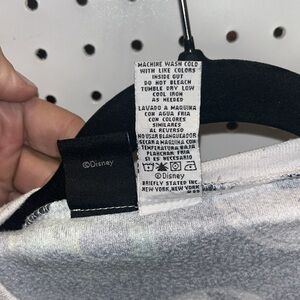 MACHINE WASH COLD
WITH LIKE COLORS
INSIDE OUT
DO NOT BLEACH
TUMBLE DRY LOW
COOL IRON
AS NEEDED
LAVADO A MAQUINA
CON AGUA FRIA
CON COLORES
SIMILARES
AL REVERSO
NO USAR BLANQUEADOR
SECAR A MAQUINA CON
TEMPERATURA BAJA
PLANCHAR TIBIA
SI ES NECESARIO
©Disney
BRIEFLY STATED INC.
NEW YORK, NEW YORK
©Disney